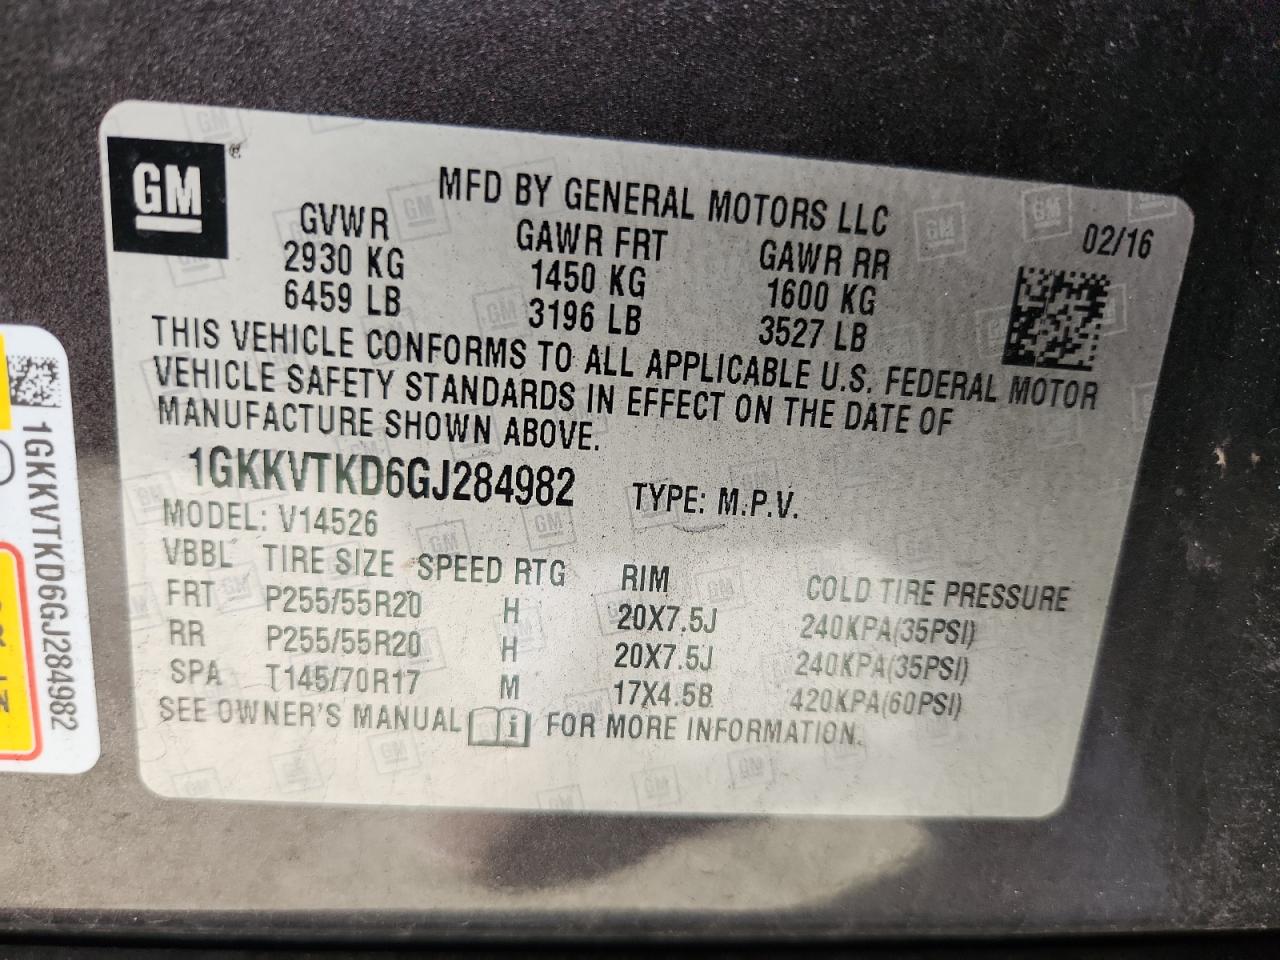 GM
MFD BY GENERAL MOTORS LLC
02/16
GVWR GAWR FRT GAWR RR
2930 KG 1450 KG 1600 KG
6459 LB 3196 LB 3527 LB
THIS VEHICLE CONFORMS TO ALL APPLICABLE U.S. FEDERAL MOTOR
VEHICLE SAFETY STANDARDS IN EFFECT ON THE DATE OF
MANUFACTURE SHOWN ABOVE.
1GKKVTKD6GJ284982 TYPE: M.P.V.
MODEL: V14526
VBBL TIRE SIZE SPEED RTG RIM COLD TIRE PRESSURE
FRT P255/55R20 H 20X7.5J 240KPA(35PSI)
RR P255/55R20 H 20X7.5J 240KPA(35PSI)
SPA T145/70R17 M 17X4.5B 420KPA(60PSI)
SEE OWNER'S MANUAL i FOR MORE INFORMATION.
1GKKVTKD6GJ284982